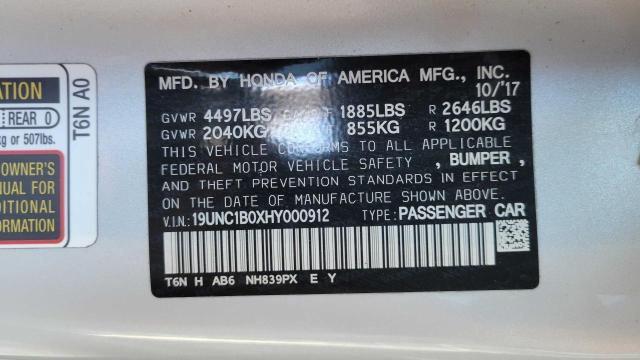 ATION
REAR 0
kg or 507lbs.
OWNER'S
NUAL FOR
DITIONAL
ORMATION
T6N A0
MFD. BY HONDA OF AMERICA MFG., INC.
10/'17
GVWR 4497LBS 1885LBS R 2646LBS
GVWR 2040KG 855KG R 1200KG
THIS VEHICLE CONFORMS TO ALL APPLICABLE
FEDERAL MOTOR VEHICLE SAFETY , BUMPER ,
AND THEFT PREVENTION STANDARDS IN EFFECT
ON THE DATE OF MANUFACTURE SHOWN ABOVE.
V.I.N: 19UNC1B0XHY000912 TYPE: PASSENGER CAR
T6N H AB6 NH839PX E Y